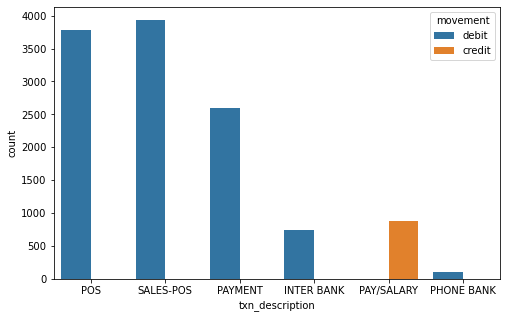 movement
debit
credit
count
4000
3500
3000
2500
2000
1500
1000
500
0
POS SALES-POS PAYMENT INTER BANK PAY/SALARY PHONE BANK
txn_description